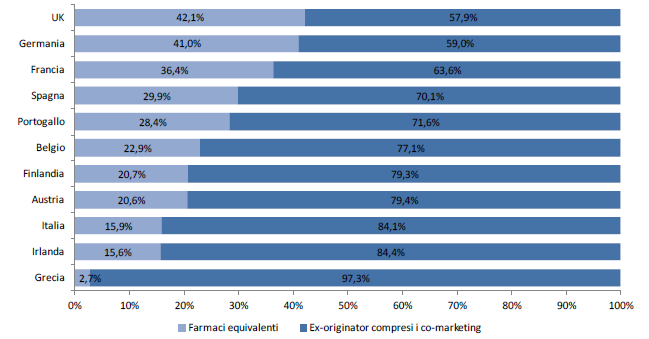 UK 42,1% 57,9%
Germania 41,0% 59,0%
Francia 36,4% 63,6%
Spagna 29,9% 70,1%
Portogallo 28,4% 71,6%
Belgio 22,9% 77,1%
Finlandia 20,7% 79,3%
Austria 20,6% 79,4%
Italia 15,9% 84,1%
Irlanda 15,6% 84,4%
Grecia 2,7% 97,3%
0% 10% 20% 30% 40% 50% 60% 70% 80% 90% 100%
Farmaci equivalenti Ex-originator compresi i co-marketing